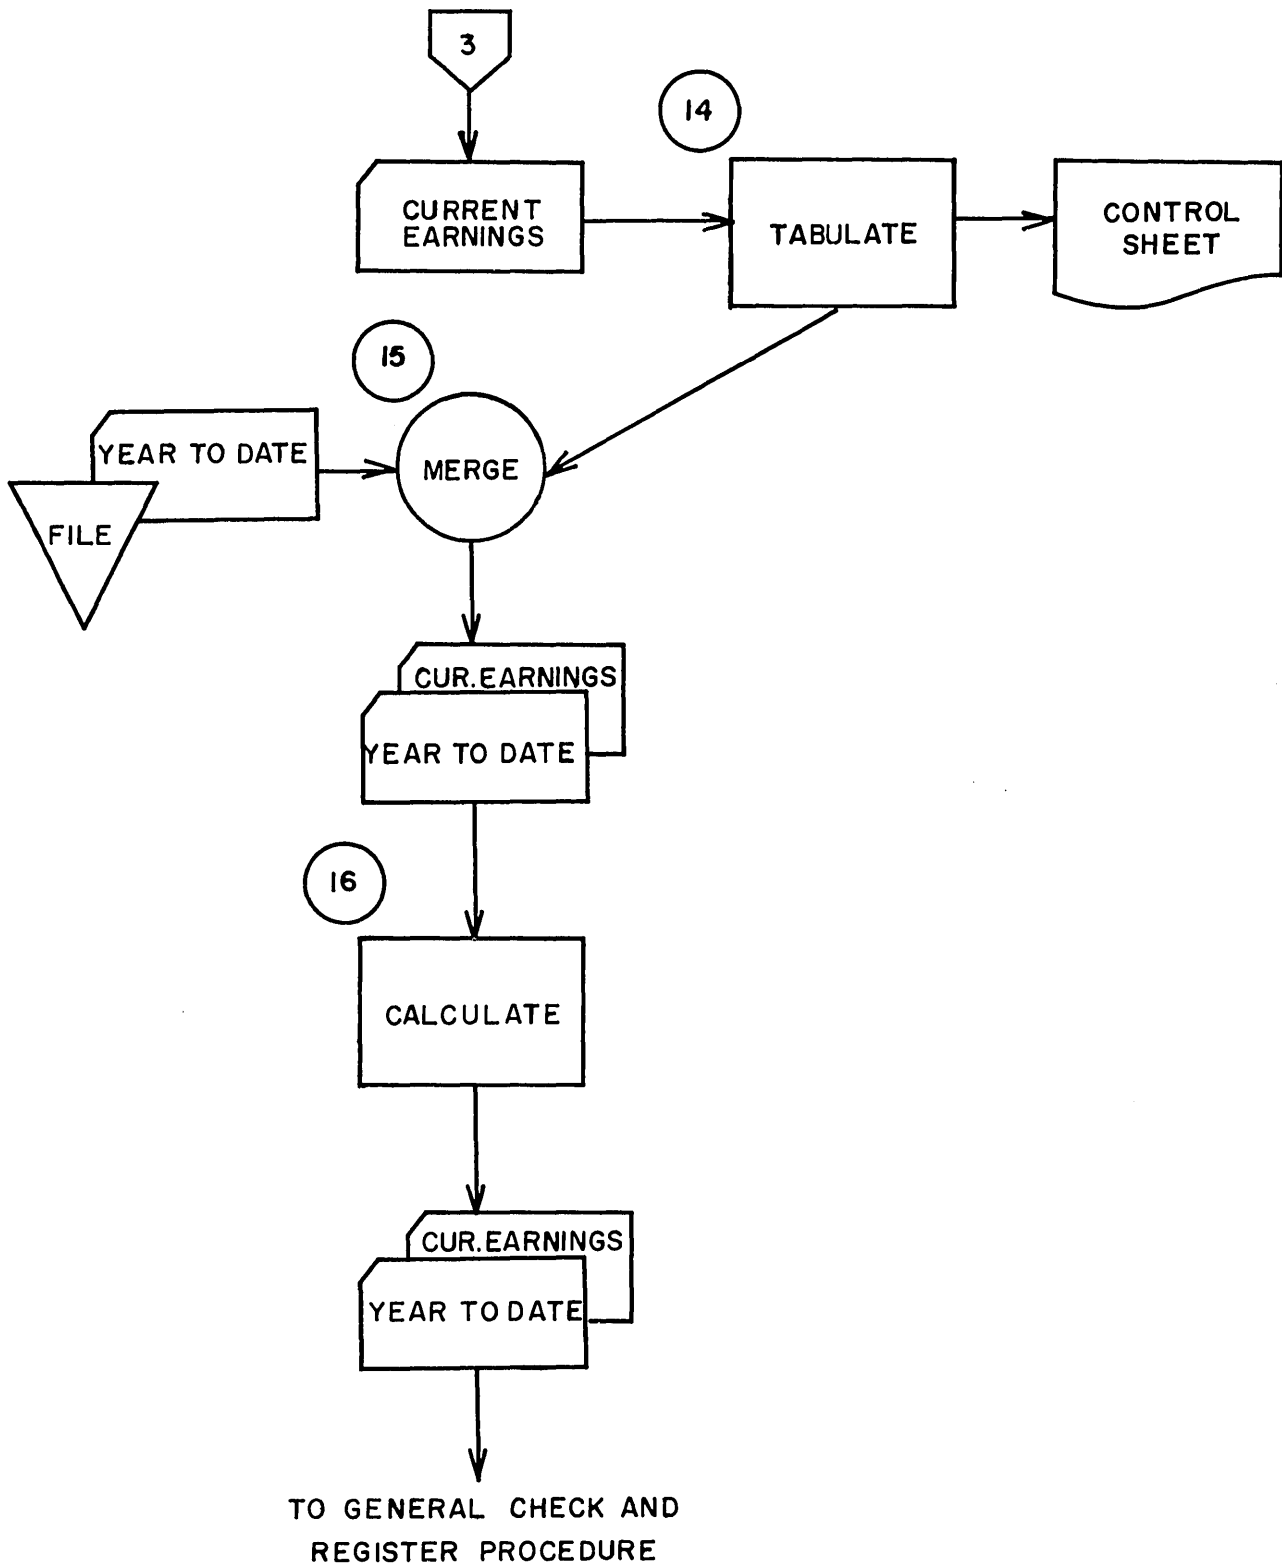 3
14
CURRENT
EARNINGS
TABULATE
CONTROL
SHEET
15
YEAR TO DATE
MERGE
FILE
CUR. EARNINGS
YEAR TO DATE
16
CALCULATE
CUR. EARNINGS
YEAR TO DATE
TO GENERAL CHECK AND
REGISTER PROCEDURE